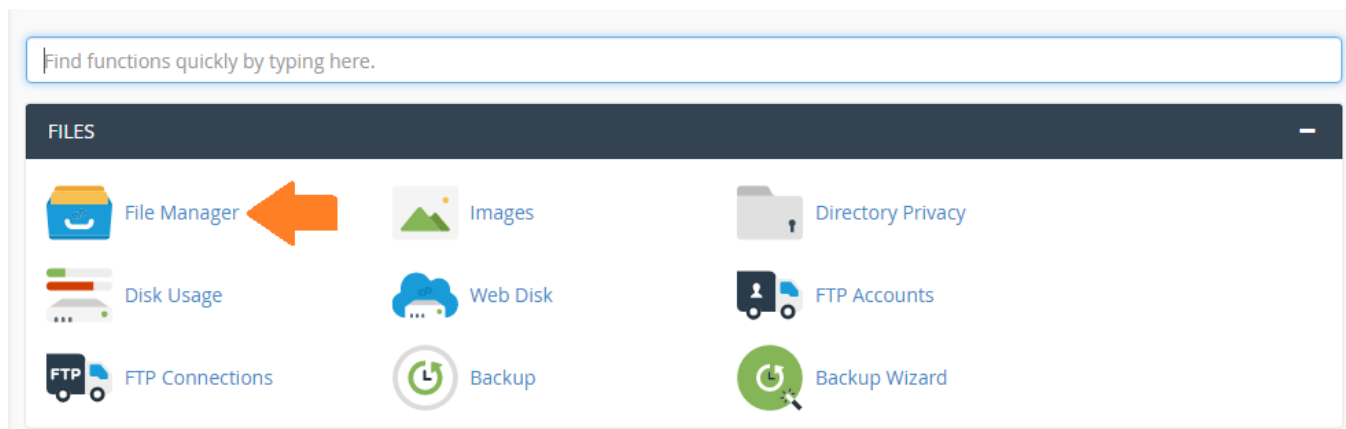 Find functions quickly by typing here.
FILES
File Manager
Images
Directory Privacy
Disk Usage
Web Disk
FTP Accounts
FTP
FTP Connections
Backup
Backup Wizard